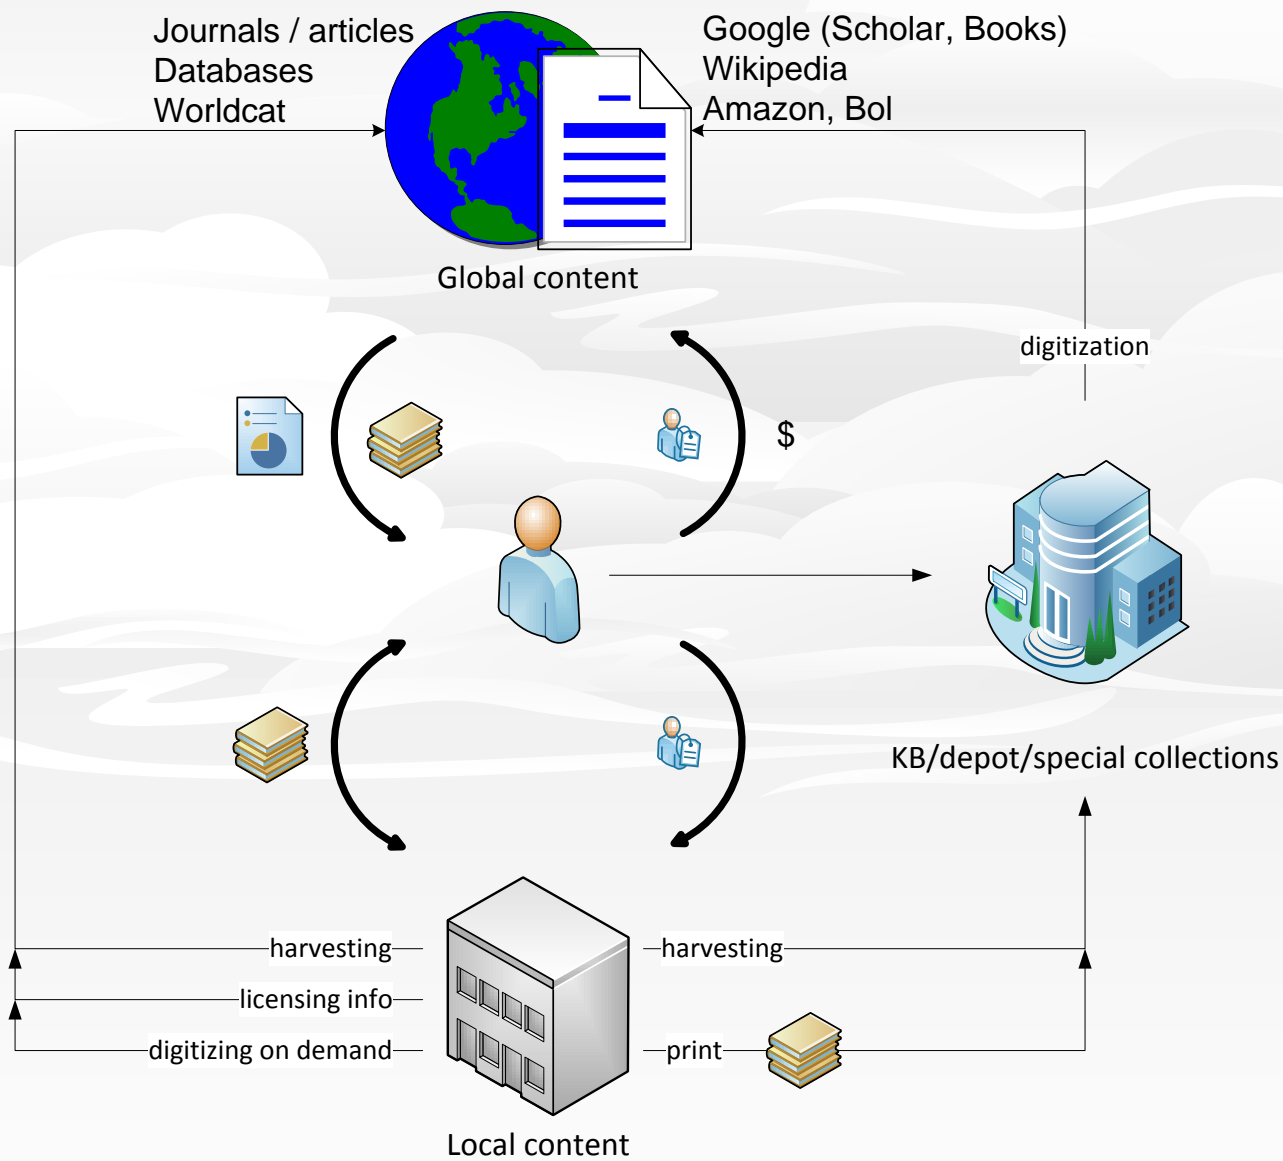 Journals / articles
Databases
Worldcat
Google (Scholar, Books)
Wikipedia
Amazon, Bol
Global content
digitization
$
KB/depot/special collections
harvesting
licensing info
digitizing on demand
harvesting
print
Local content